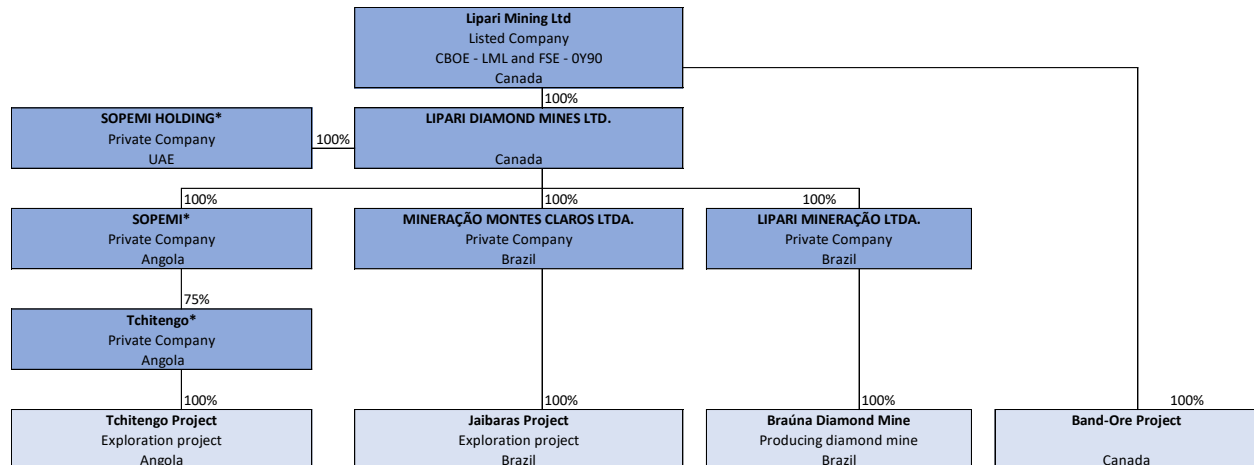 Lipari Mining Ltd
Listed Company
CBOE - LML and FSE - 0Y90
Canada
100%
SOPEMI HOLDING*
Private Company
UAE
100%
LIPARI DIAMOND MINES LTD.
Canada
100%
100%
100%
SOPEMI*
Private Company
Angola
MINERAÇÃO MONTES CLAROS LTDA.
Private Company
Brazil
LIPARI MINERAÇÃO LTDA.
Private Company
Brazil
75%
Tchitengo*
Private Company
Angola
100%
100%
100%
100%
Tchitengo Project
Exploration project
Angola
Jaibaras Project
Exploration project
Brazil
Braúna Diamond Mine
Producing diamond mine
Brazil
Band-Ore Project
Canada